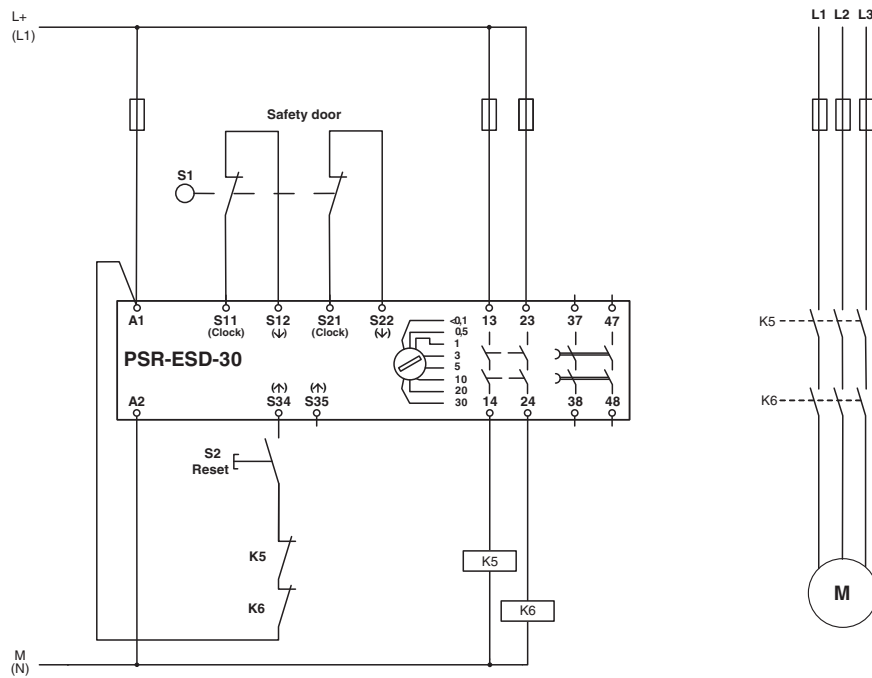 L+
(L1)
L1 L2 L3
Safety door
S1
A1 S11 S12 S21 S22 <0,1 13 23 37 47
(Clock) (↓) (Clock) (↓) 0,5
1
PSR-ESD-30 3
5
(↑) (↑) 10
A2 S34 S35 20 14 24 38 48
30
K5
K6
S2
Reset
K5 K5
K6 K6
M
M
(N)